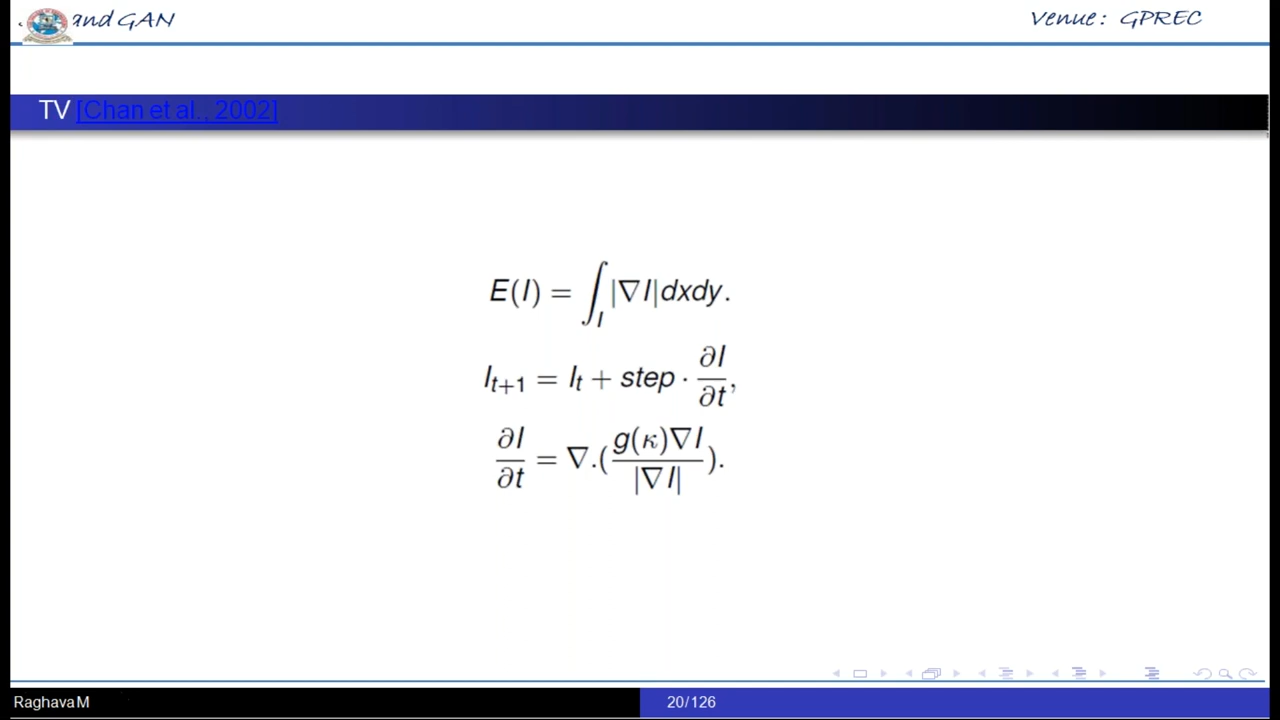 and GAN
Venue: GPREC
TV [Chan et al., 2002]
E(I) = ∫_I |∇I|dxdy.
I_{t+1} = I_t + step · ∂I/∂t,
∂I/∂t = ∇.(g(κ)∇I/|∇I|).
Raghava M
20/126